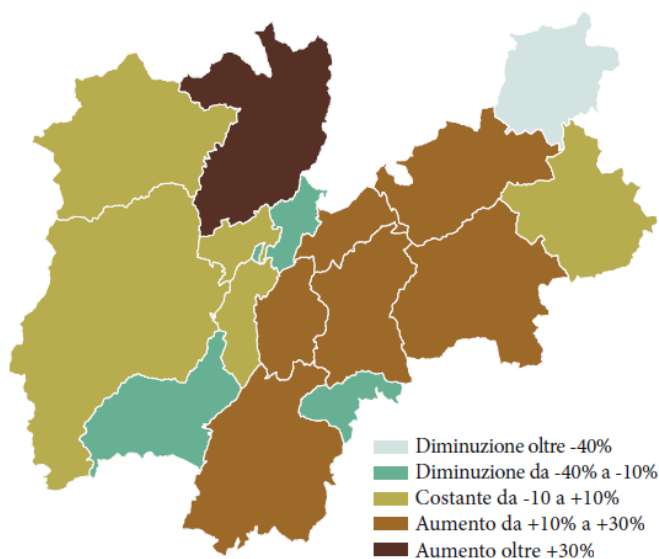 Diminuzione oltre -40%
Diminuzione da -40% a -10%
Costante da -10 a +10%
Aumento da +10% a +30%
Aumento oltre +30%